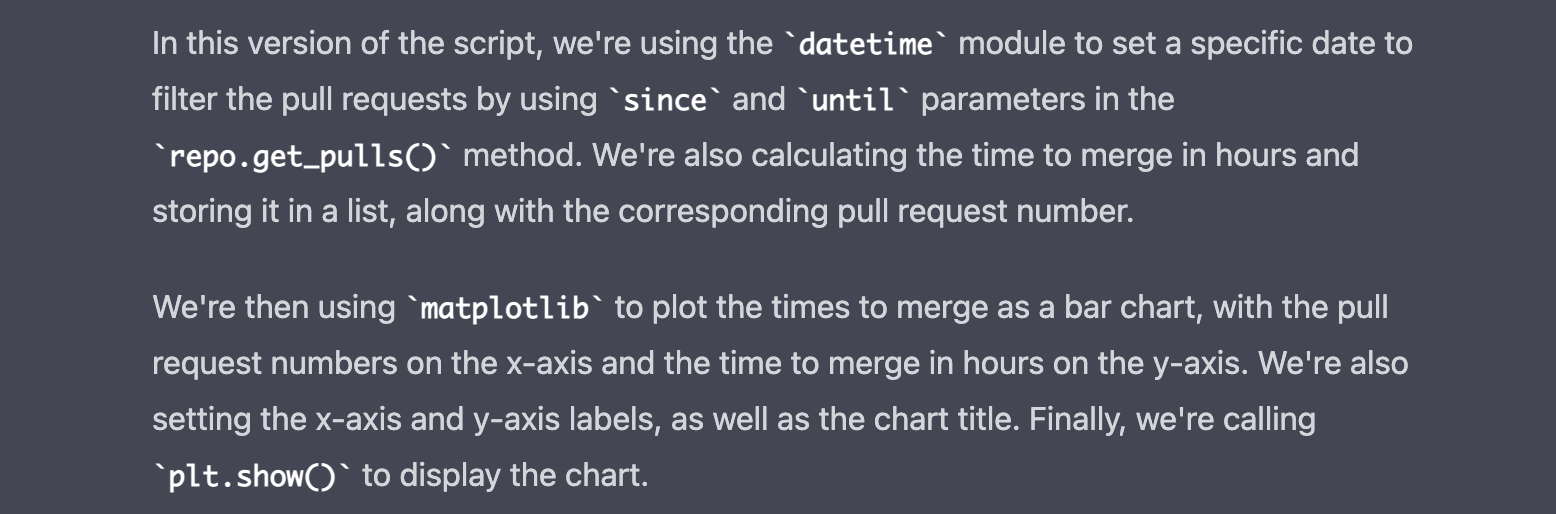 In this version of the script, we're using the `datetime` module to set a specific date to
filter the pull requests by using `since` and `until` parameters in the
`repo.get_pulls()` method. We're also calculating the time to merge in hours and
storing it in a list, along with the corresponding pull request number.
We're then using `matplotlib` to plot the times to merge as a bar chart, with the pull
request numbers on the x-axis and the time to merge in hours on the y-axis. We're also
setting the x-axis and y-axis labels, as well as the chart title. Finally, we're calling
`plt.show()` to display the chart.